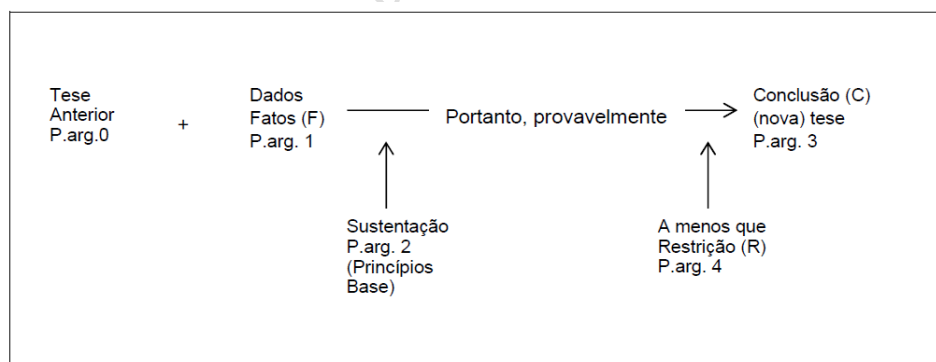 Tese
Anterior
P.arg.0
+
Dados
Fatos (F)
P.arg. 1
Portanto, provavelmente
Conclusão (C)
(nova) tese
P.arg. 3
Sustentação
P.arg. 2
(Princípios
Base)
A menos que
Restrição (R)
P.arg. 4